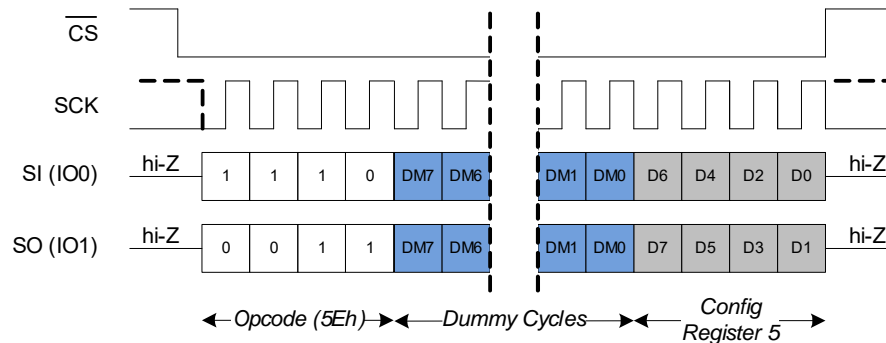 CS
SCK
SI (IO0) hi-Z 1 1 1 0 DM7 DM6 DM1 DM0 D6 D4 D2 D0 hi-Z
SO (IO1) hi-Z 0 0 1 1 DM7 DM6 DM1 DM0 D7 D5 D3 D1 hi-Z
Opcode (5Eh) Dummy Cycles Config
Register 5